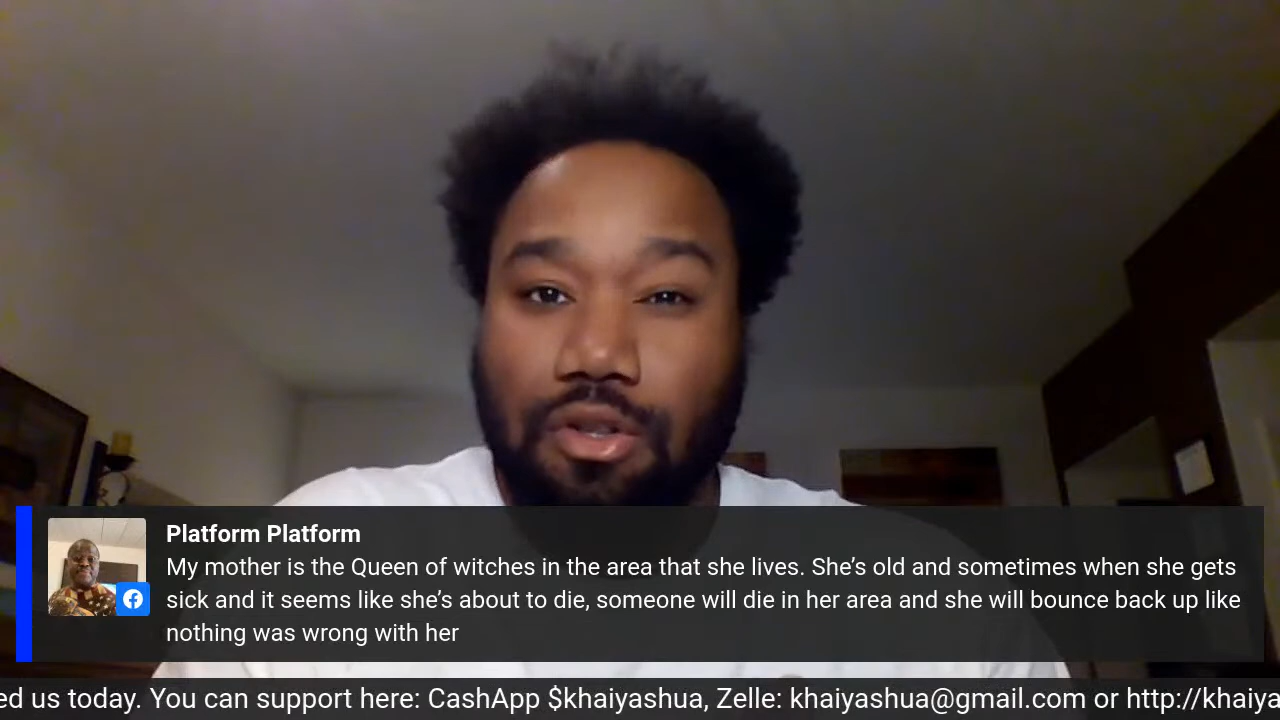 Platform Platform
My mother is the Queen of witches in the area that she lives. She’s old and sometimes when she gets
sick and it seems like she’s about to die, someone will die in her area and she will bounce back up like
nothing was wrong with her
ed us today. You can support here: CashApp $khaiyashua, Zelle: khaiyashua@gmail.com or http://khaiya